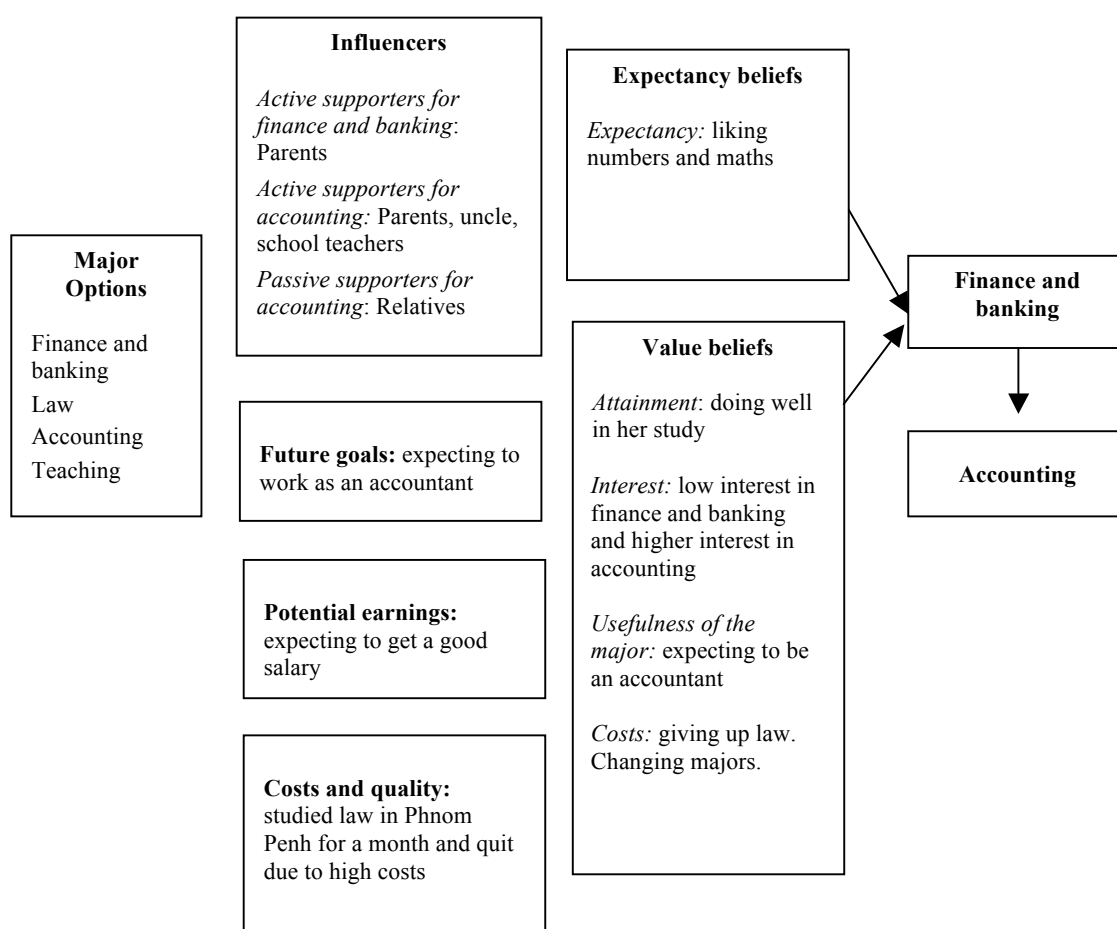 Major
Options
Finance and
banking
Law
Accounting
Teaching
Influencers
Active supporters for
finance and banking:
Parents
Active supporters for
accounting: Parents, uncle,
school teachers
Passive supporters for
accounting: Relatives
Future goals: expecting to
work as an accountant
Potential earnings:
expecting to get a good
salary
Costs and quality:
studied law in Phnom
Penh for a month and quit
due to high costs
Expectancy beliefs
Expectancy: liking
numbers and maths
Value beliefs
Attainment: doing well
in her study
Interest: low interest in
finance and banking
and higher interest in
accounting
Usefulness of the
major: expecting to be
an accountant
Costs: giving up law.
Changing majors.
Finance and
banking
Accounting